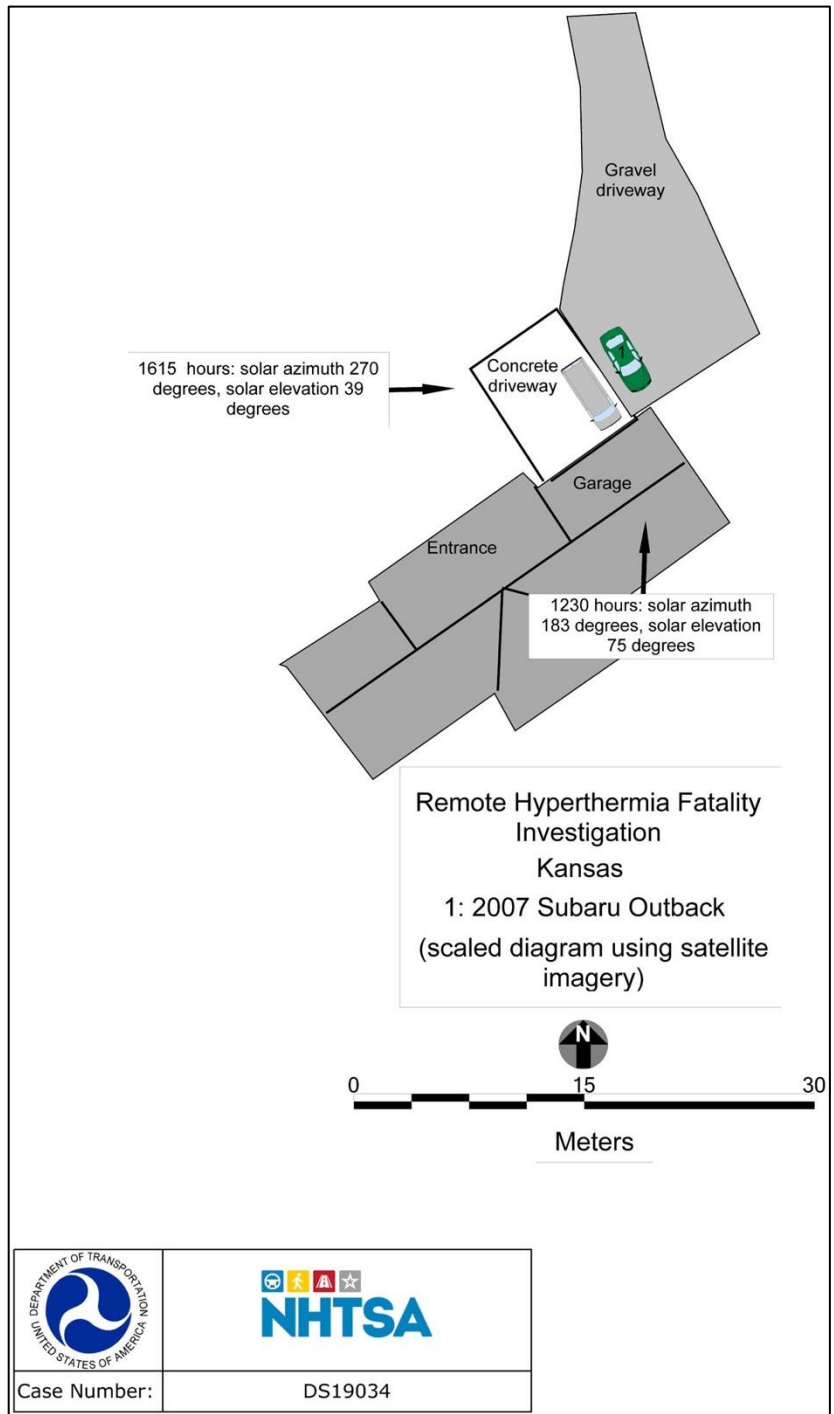 Gravel
driveway
1615 hours: solar azimuth 270
degrees, solar elevation 39
degrees
Concrete
driveway
1
Garage
Entrance
1230 hours: solar azimuth
183 degrees, solar elevation
75 degrees
Remote Hyperthermia Fatality
Investigation
Kansas
1: 2007 Subaru Outback
(scaled diagram using satellite
imagery)
N
0 15 30
Meters
DEPARTMENT OF TRANSPORTATION
UNITED STATES OF AMERICA
NHTSA
Case Number: DS19034